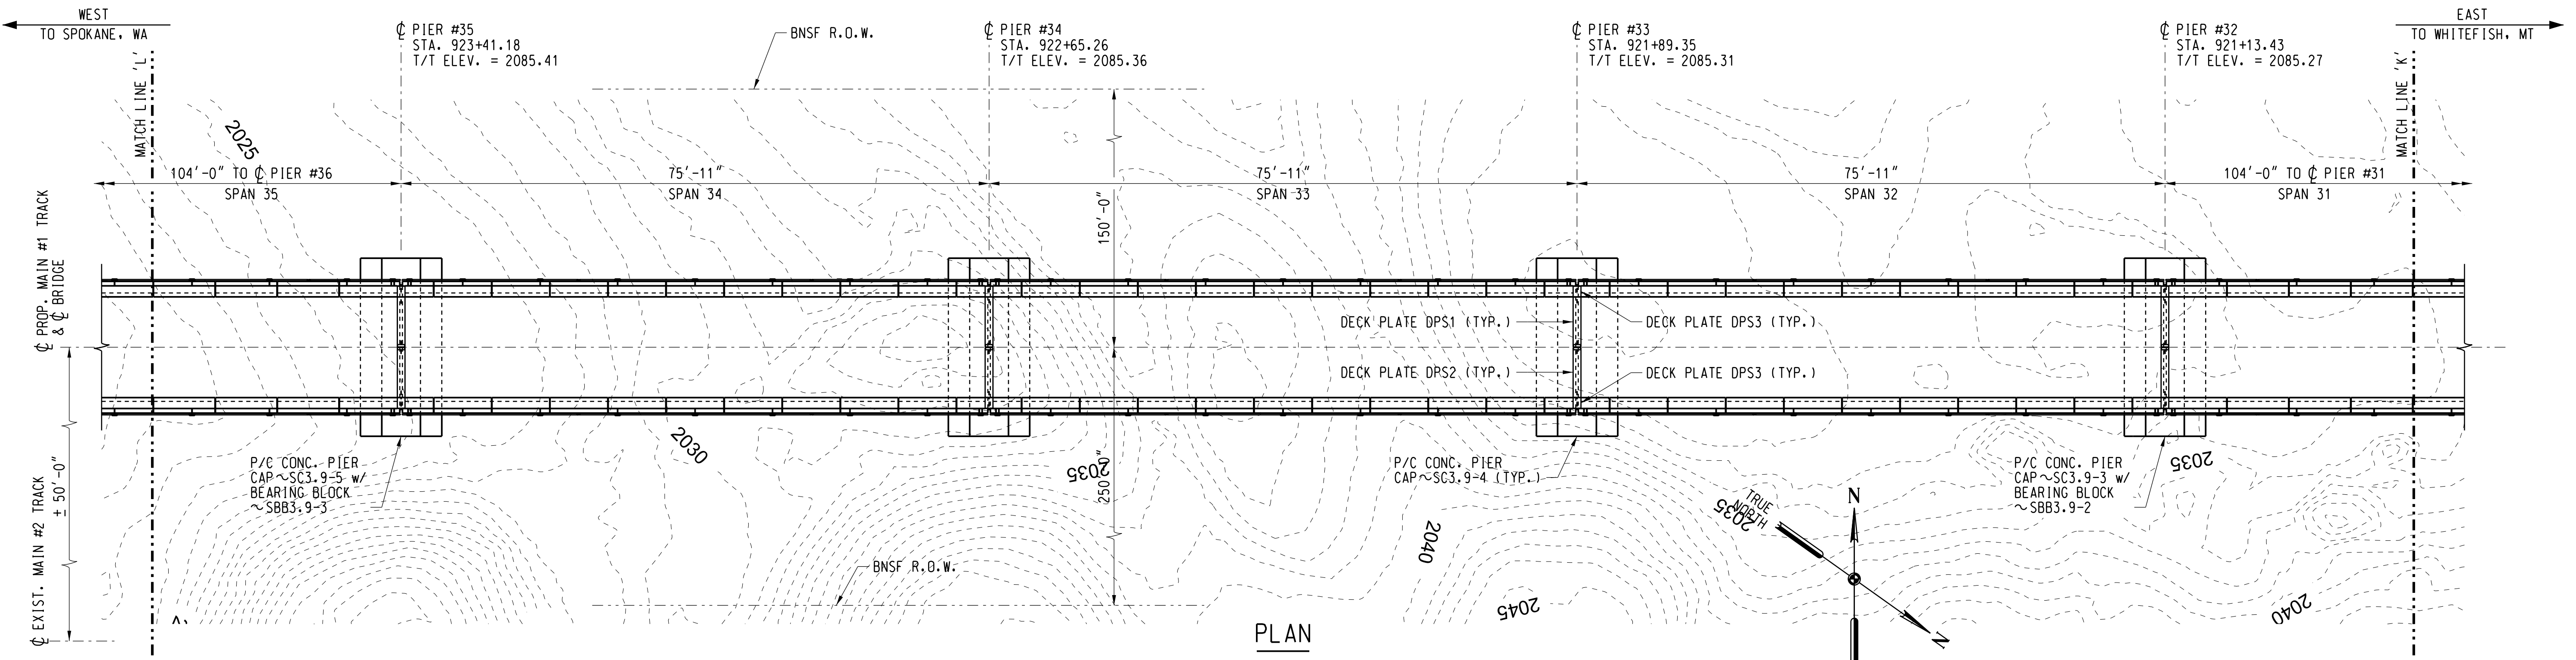 WEST
TO SPOKANE, WA
℄ PIER #35
STA. 923+41.18
T/T ELEV. = 2085.41
BNSF R.O.W.
℄ PIER #34
STA. 922+65.26
T/T ELEV. = 2085.36
℄ PIER #33
STA. 921+89.35
T/T ELEV. = 2085.31
℄ PIER #32
STA. 921+13.43
T/T ELEV. = 2085.27
EAST
TO WHITEFISH, MT
MATCH LINE 'L'
MATCH LINE 'K'
2025
104'-0" TO ℄ PIER #36
SPAN 35
75'-11"
SPAN 34
75'-11"
SPAN 33
75'-11"
SPAN 32
104'-0" TO ℄ PIER #31
SPAN 31
150'-0"
℄ PROP. MAIN #1 TRACK
& ℄ BRIDGE
DECK PLATE DPS1 (TYP.)
DECK PLATE DPS3 (TYP.)
DECK PLATE DPS2 (TYP.)
DECK PLATE DPS3 (TYP.)
2030
2035
250'-0"
P/C CONC. PIER
CAP~SC3.9-5 w/
BEARING BLOCK
~SBB3.9-3
P/C CONC. PIER
CAP~SC3.9-4 (TYP.)
P/C CONC. PIER
CAP~SC3.9-3 w/
BEARING BLOCK
~SBB3.9-2
2035
℄ EXIST. MAIN #2 TRACK
±50'-0"
2040
2035
TRUE
NORTH
N
N
BNSF R.O.W.
2045
2040
PLAN